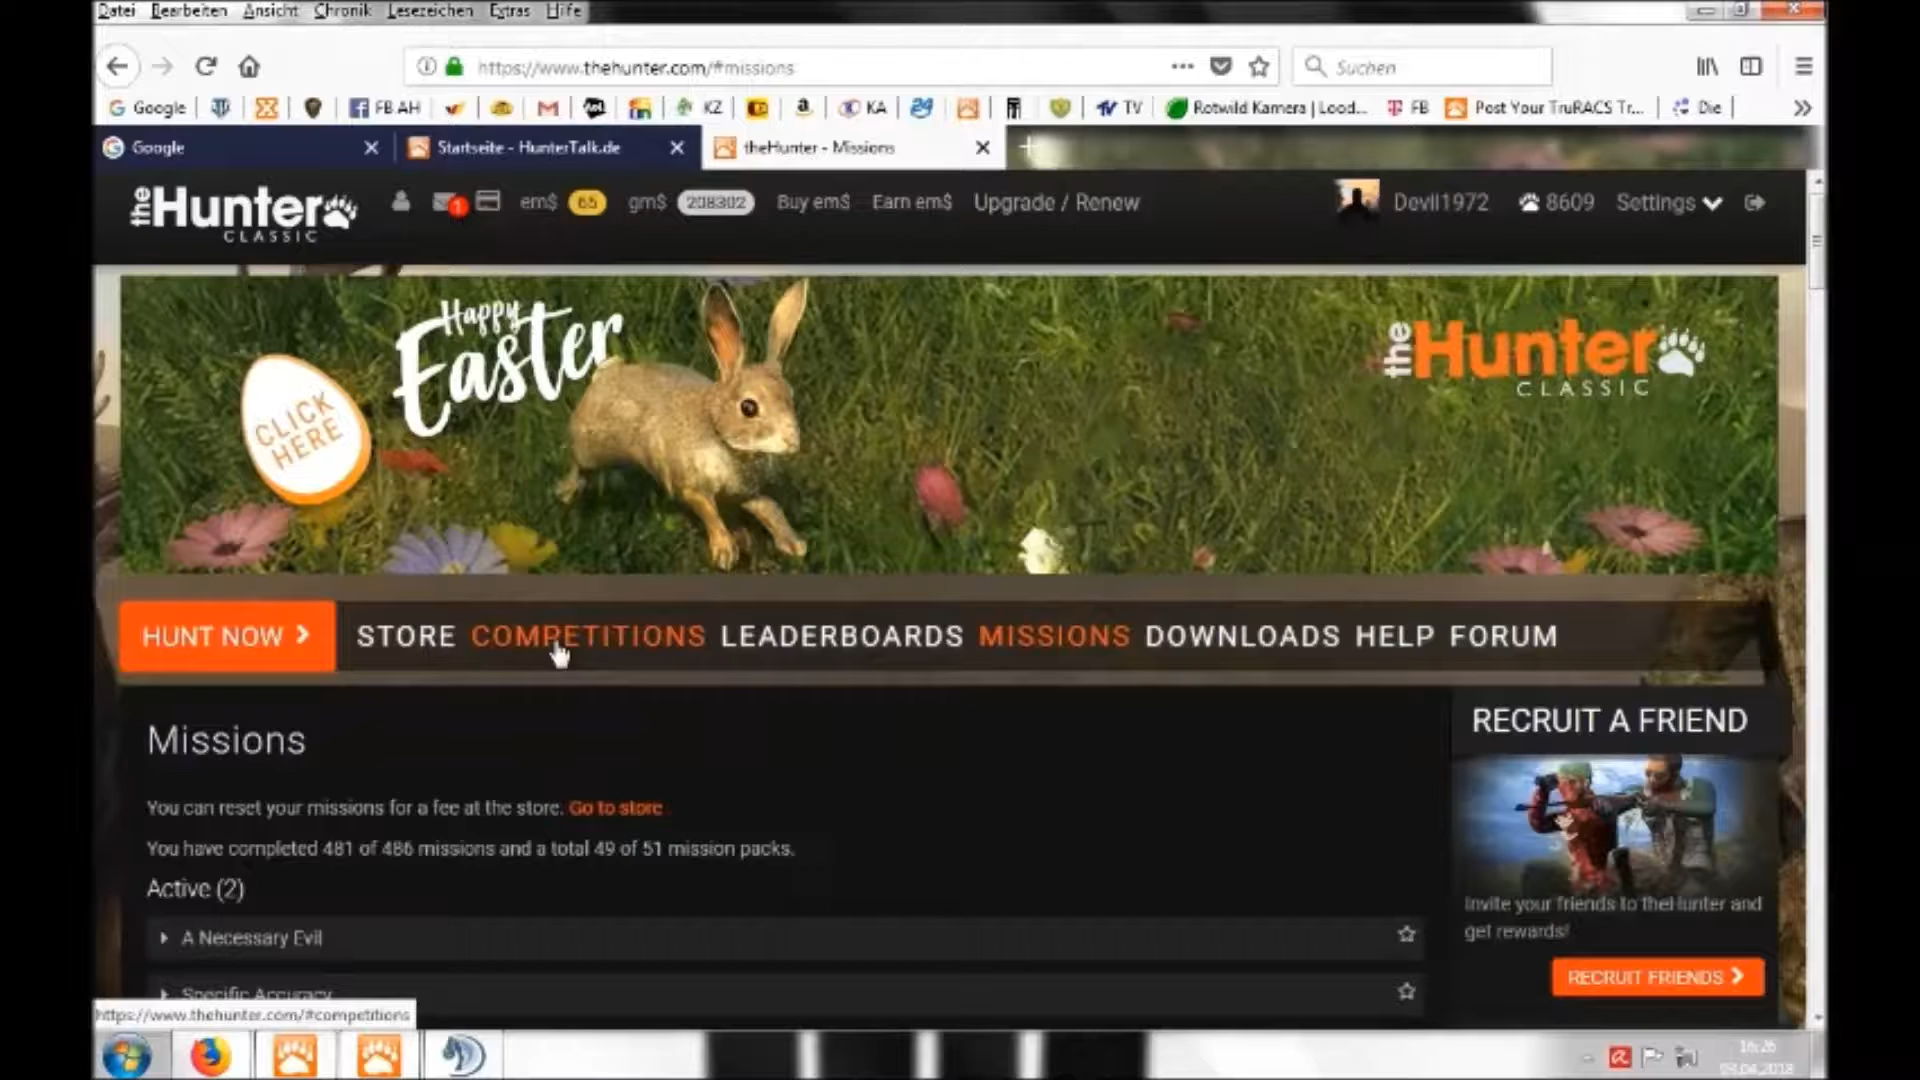 Datei Bearbeiten Ansicht Chronik Lesezeichen Extras Hilfe
https://www.thehunter.com/#missions
Suchen
Google FB AH KZ KA TV Rotwild Kamera | Lood... FB Post Your TruRACS Tr... Die
Google
Startseite - HunterTalk.de
theHunter - Missions
theHunter CLASSIC
1 em$ 65 gm$ 208302 Buy em$ Earn em$ Upgrade / Renew
Devil1972 8609 Settings
Happy
Easter
CLICK
HERE
theHunter
CLASSIC
HUNT NOW STORE COMPETITIONS LEADERBOARDS MISSIONS DOWNLOADS HELP FORUM
Missions
You can reset your missions for a fee at the store. Go to store
You have completed 481 of 486 missions and a total 49 of 51 mission packs.
Active (2)
A Necessary Evil
Specific Accuracy
RECRUIT A FRIEND
Invite your friends to theHunter and
get rewards!
RECRUIT FRIENDS
https://www.thehunter.com/#competitions
16:26
03.04.2018